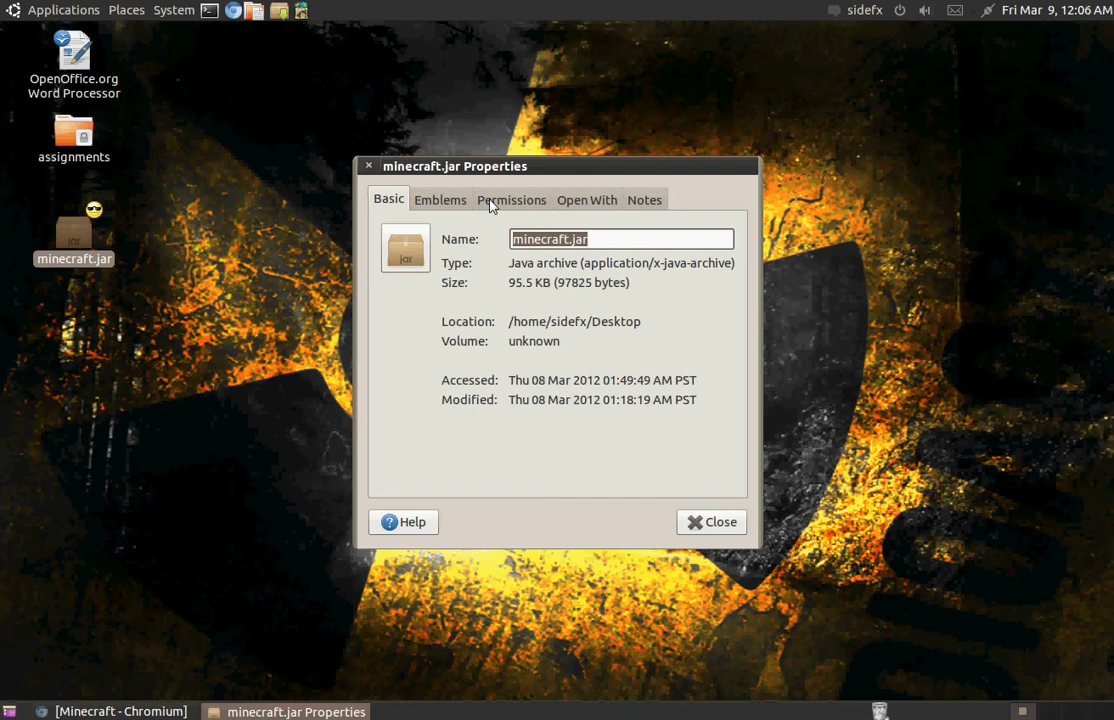 Applications Places System
sidefx
Fri Mar 9, 12:06 AM
OpenOffice.org
Word Processor
assignments
jar
minecraft.jar
minecraft.jar Properties
Basic Emblems Permissions Open With Notes
jar
Name: minecraft.jar
Type: Java archive (application/x-java-archive)
Size: 95.5 KB (97825 bytes)
Location: /home/sidefx/Desktop
Volume: unknown
Accessed: Thu 08 Mar 2012 01:49:49 AM PST
Modified: Thu 08 Mar 2012 01:18:19 AM PST
Help
Close
[Minecraft - Chromium]
minecraft.jar Properties